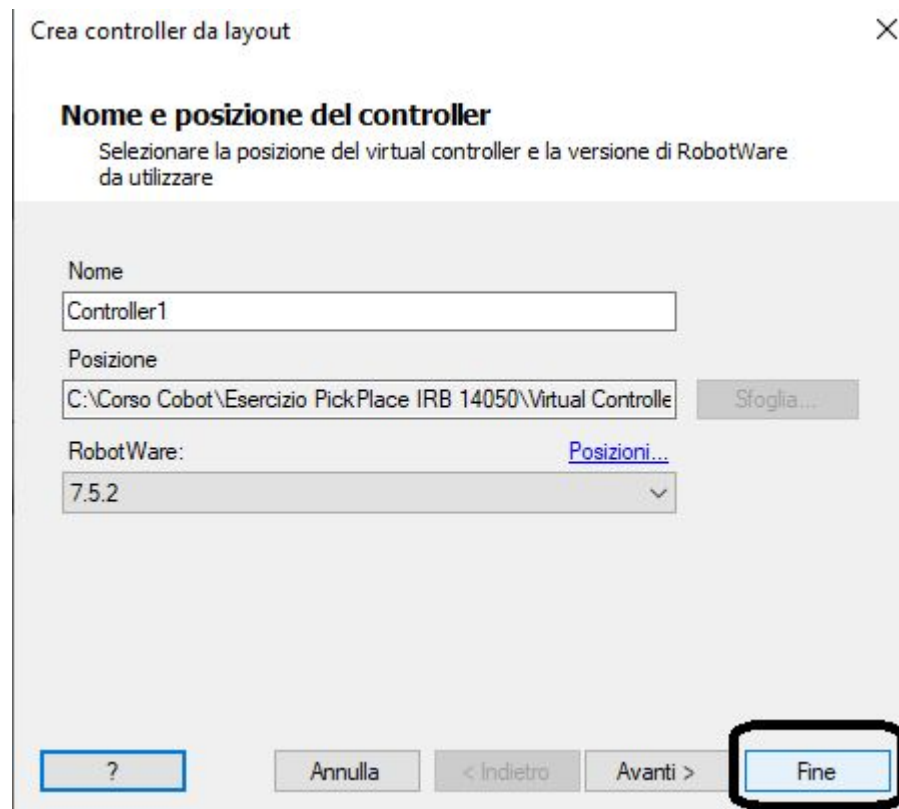 Crea controller da layout
Nome e posizione del controller
Selezionare la posizione del virtual controller e la versione di RobotWare
da utilizzare
Nome
Controller1
Posizione
C:\Corso Cobot\Esercizio PickPlace IRB 14050\Virtual Controlle
Sfoglia...
RobotWare:
Posizioni...
7.5.2
?
Annulla
< Indietro
Avanti >
Fine